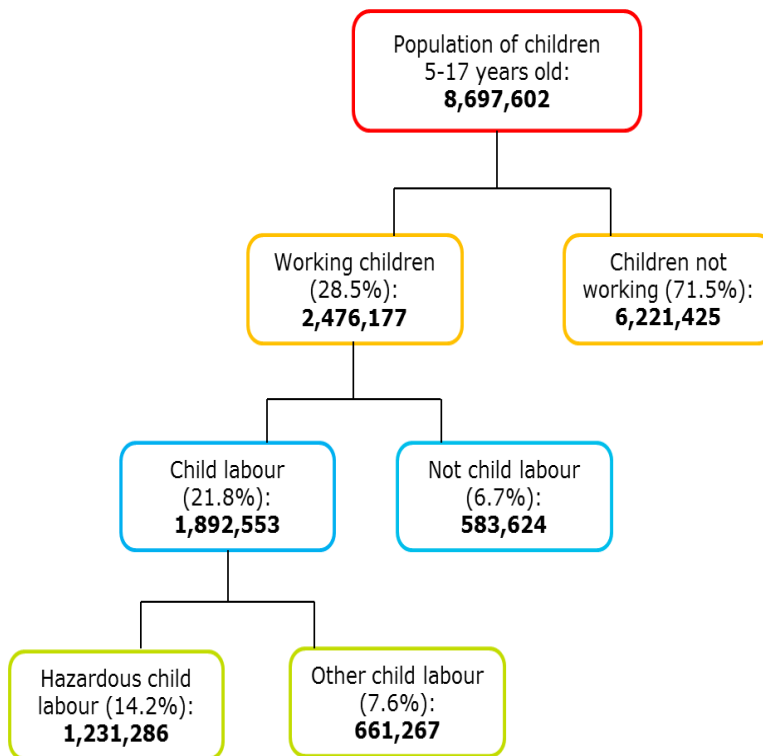 Population of children
5-17 years old:
8,697,602
Working children
(28.5%):
2,476,177
Children not
working (71.5%):
6,221,425
Child labour
(21.8%):
1,892,553
Not child labour
(6.7%):
583,624
Hazardous child
labour (14.2%):
1,231,286
Other child labour
(7.6%):
661,267